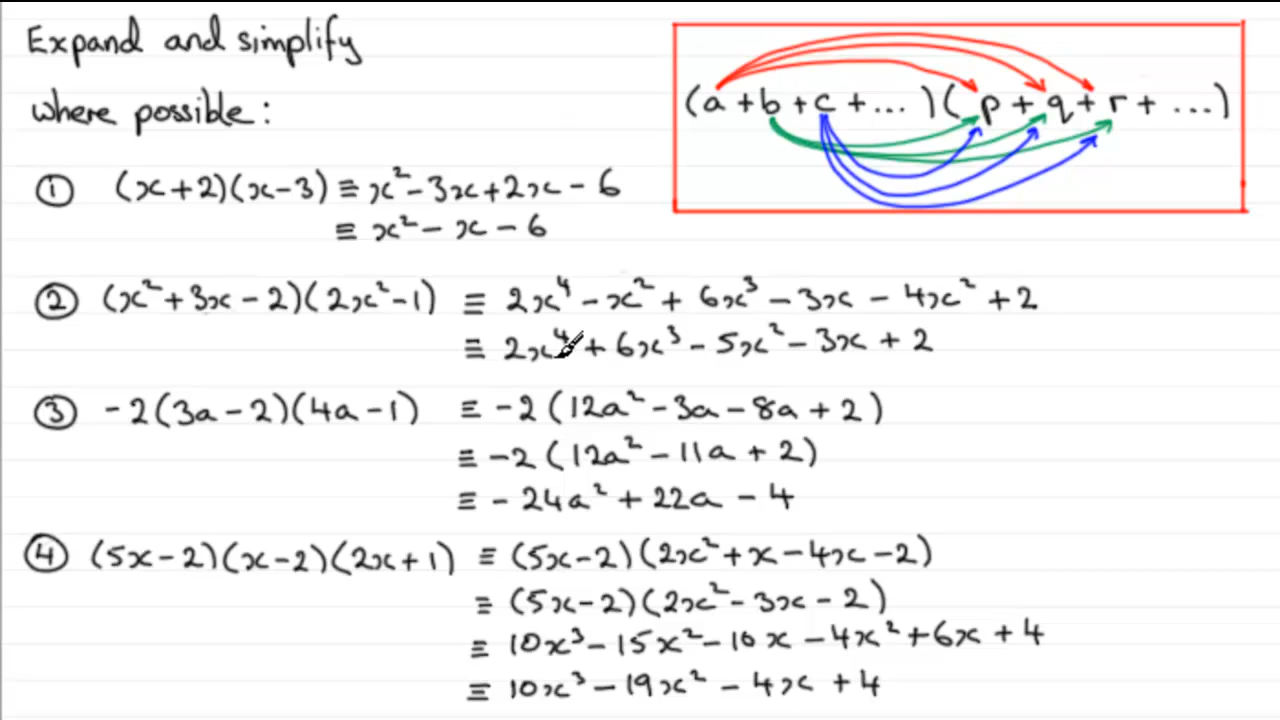 Expand and simplify
where possible:
(a + b + c + ...)(p + q + r + ...)
① (x+2)(x-3) ≡ x² - 3x + 2x - 6
≡ x² - x - 6
② (x² + 3x - 2)(2x² - 1) ≡ 2x⁴ - x² + 6x³ - 3x - 4x² + 2
≡ 2x⁴ + 6x³ - 5x² - 3x + 2
③ -2(3a - 2)(4a - 1) ≡ -2(12a² - 3a - 8a + 2)
≡ -2(12a² - 11a + 2)
≡ -24a² + 22a - 4
④ (5x - 2)(x - 2)(2x + 1) ≡ (5x - 2)(2x² + x - 4x - 2)
≡ (5x - 2)(2x² - 3x - 2)
≡ 10x³ - 15x² - 10x - 4x² + 6x + 4
≡ 10x³ - 19x² - 4x + 4